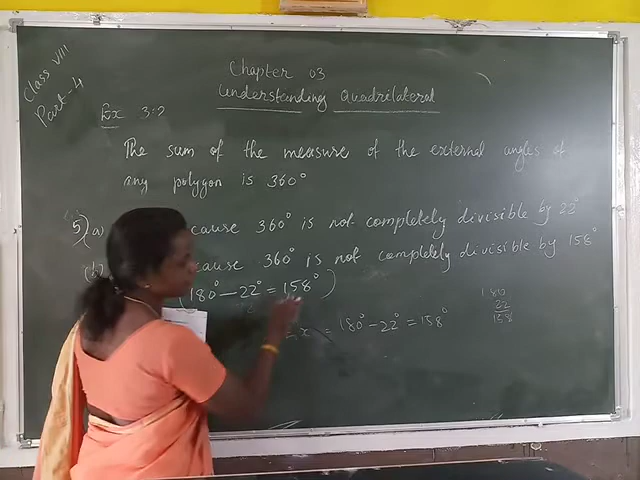 Class VIII
Part-4
Chapter 03
Understanding Quadrilateral
Ex 3.2
The sum of the measure of the external angles of
any polygon is 360°
5) a) cause 360° is not completely divisible by 22°
(b) cause 360° is not completely divisible by 158°
(180° - 22° = 158°)
x = 180° - 22° = 158°
180
22
158